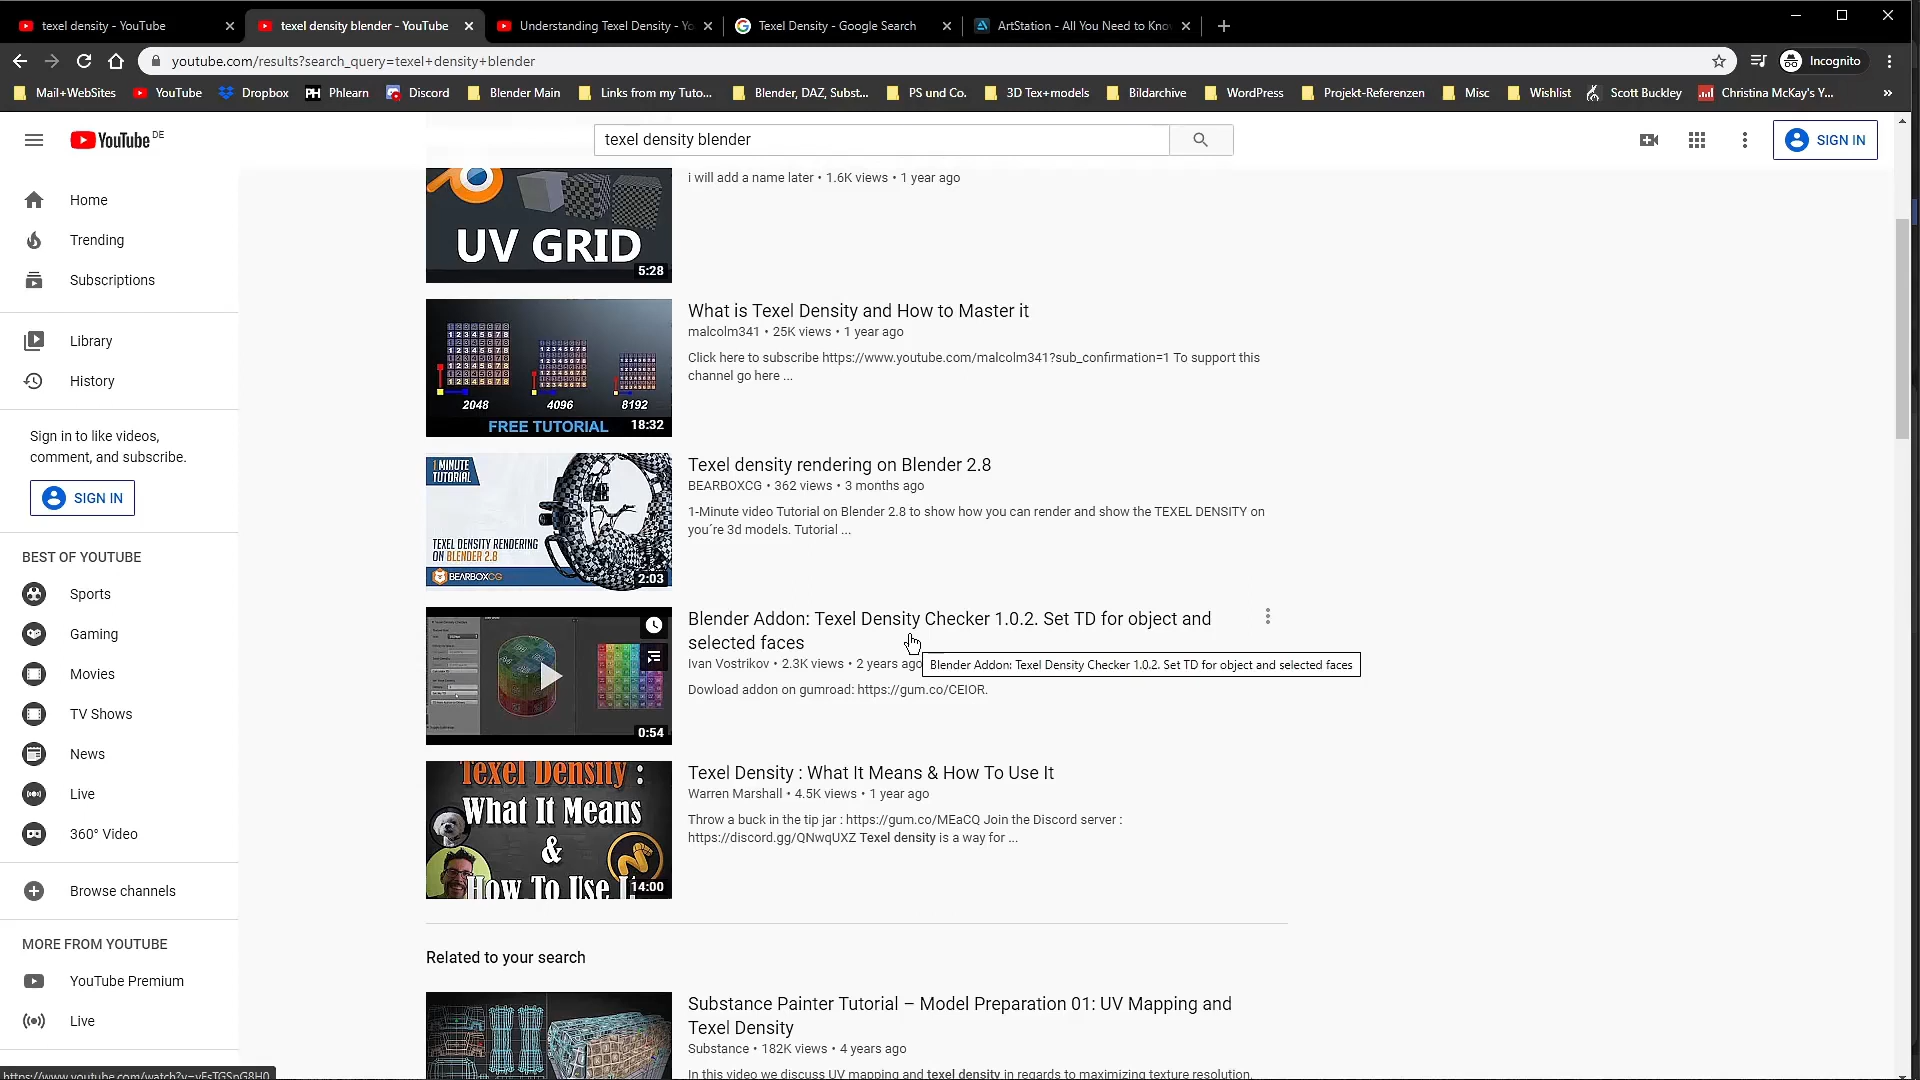 texel density - YouTube
texel density blender - YouTube
Understanding Texel Density - Yo
Texel Density - Google Search
ArtStation - All You Need to Know
youtube.com/results?search_query=texel+density+blender
Incognito
Mail+WebSites
YouTube
Dropbox
PH Phlearn
Discord
Blender Main
Links from my Tuto...
Blender, DAZ, Subst...
PS und Co.
3D Tex+models
Bildarchive
WordPress
Projekt-Referenzen
Misc
Wishlist
Scott Buckley
Christina McKay's Y...
»
YouTube DE
texel density blender
SIGN IN
Home
Trending
Subscriptions
Library
History
Sign in to like videos,
comment, and subscribe.
SIGN IN
BEST OF YOUTUBE
Sports
Gaming
Movies
TV Shows
News
Live
360° Video
Browse channels
MORE FROM YOUTUBE
YouTube Premium
Live
UV GRID
5:28
i will add a name later • 1.6K views • 1 year ago
2048 4096 8192
FREE TUTORIAL
18:32
What is Texel Density and How to Master it
malcolm341 • 25K views • 1 year ago
Click here to subscribe https://www.youtube.com/malcolm341?sub_confirmation=1 To support this
channel go here ...
1 MINUTE
TUTORIAL
TEXEL DENSITY RENDERING
ON BLENDER 2.8
BEARBOXCG
2:03
Texel density rendering on Blender 2.8
BEARBOXCG • 362 views • 3 months ago
1-Minute video Tutorial on Blender 2.8 to show how you can render and show the TEXEL DENSITY on
you´re 3d models. Tutorial ...
0:54
Blender Addon: Texel Density Checker 1.0.2. Set TD for object and
selected faces
Ivan Vostrikov • 2.3K views • 2 years ago
Blender Addon: Texel Density Checker 1.0.2. Set TD for object and selected faces
Dowload addon on gumroad: https://gum.co/CEIOR.
Texel Density :
What It Means
&
How To Use It
14:00
Texel Density : What It Means & How To Use It
Warren Marshall • 4.5K views • 1 year ago
Throw a buck in the tip jar : https://gum.co/MEaCQ Join the Discord server :
https://discord.gg/QNwqUXZ Texel density is a way for ...
Related to your search
Substance Painter Tutorial – Model Preparation 01: UV Mapping and
Texel Density
Substance • 182K views • 4 years ago
In this video we discuss UV mapping and texel density in regards to maximizing texture resolution.